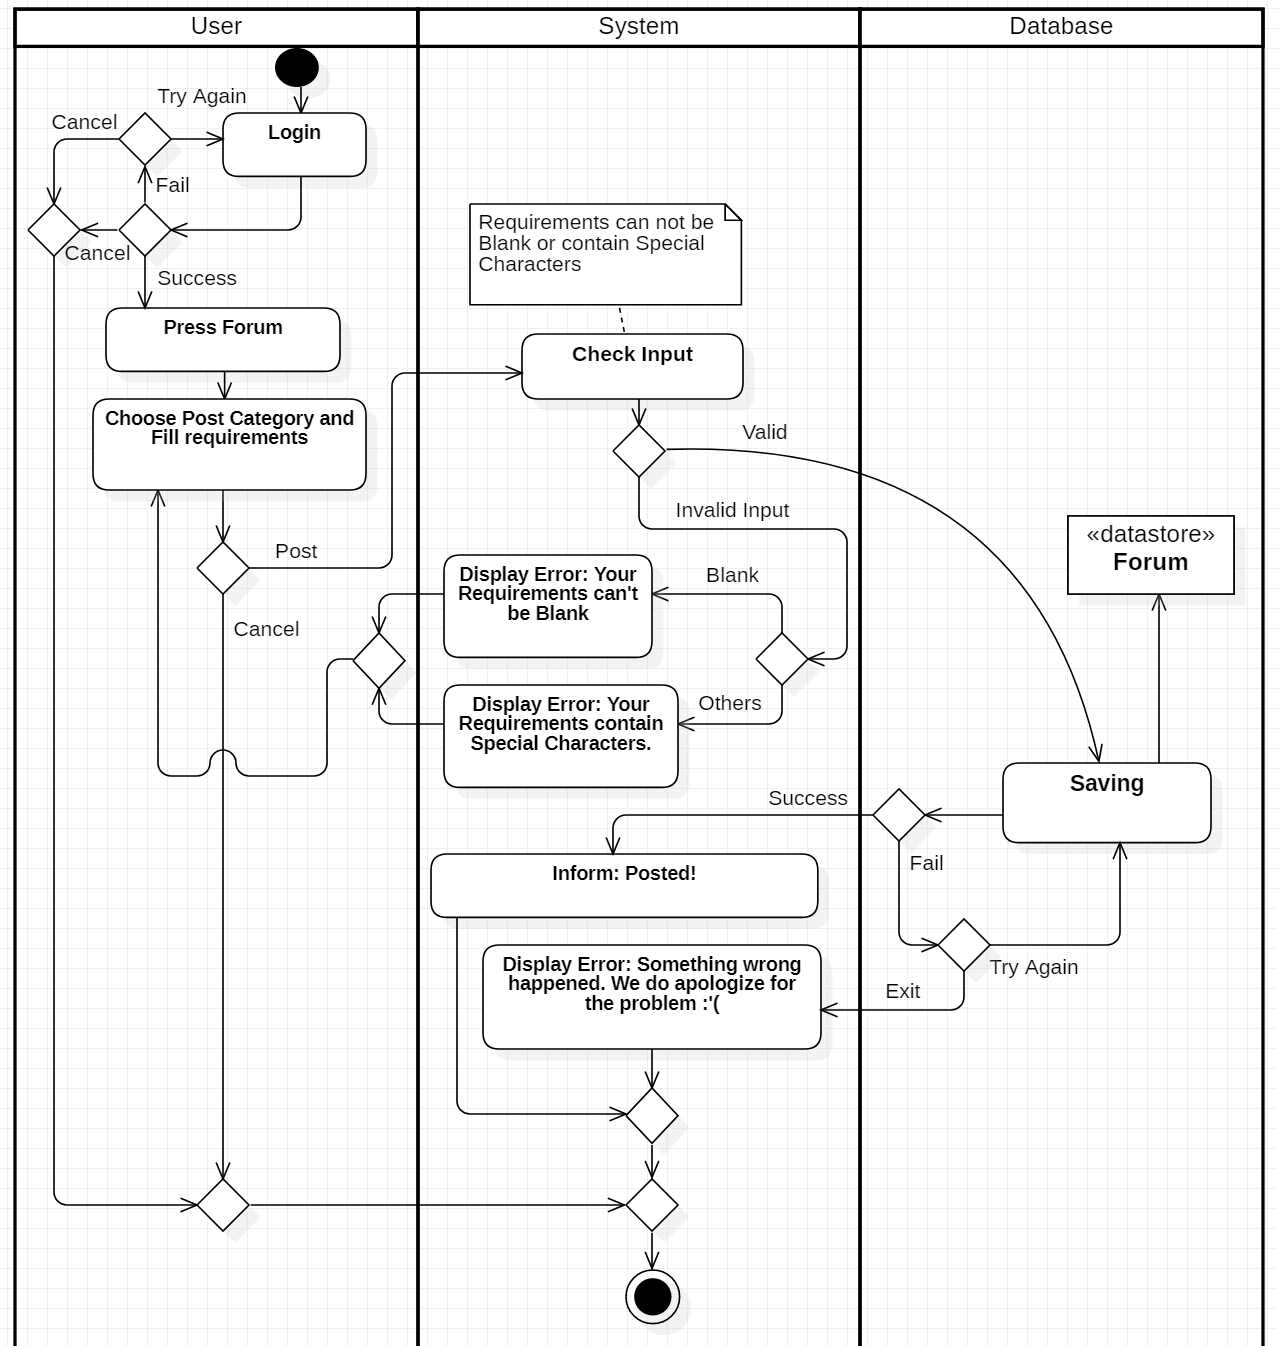 User
System
Database
Try Again
Cancel
Login
Fail
Cancel
Success
Requirements can not be
Blank or contain Special
Characters
Press Forum
Check Input
Choose Post Category and
Fill requirements
Valid
Invalid Input
Post
«datastore»
Forum
Display Error: Your
Requirements can't
be Blank
Blank
Cancel
Display Error: Your
Requirements contain
Special Characters.
Others
Saving
Success
Fail
Inform: Posted!
Display Error: Something wrong
happened. We do apologize for
the problem :'(
Try Again
Exit